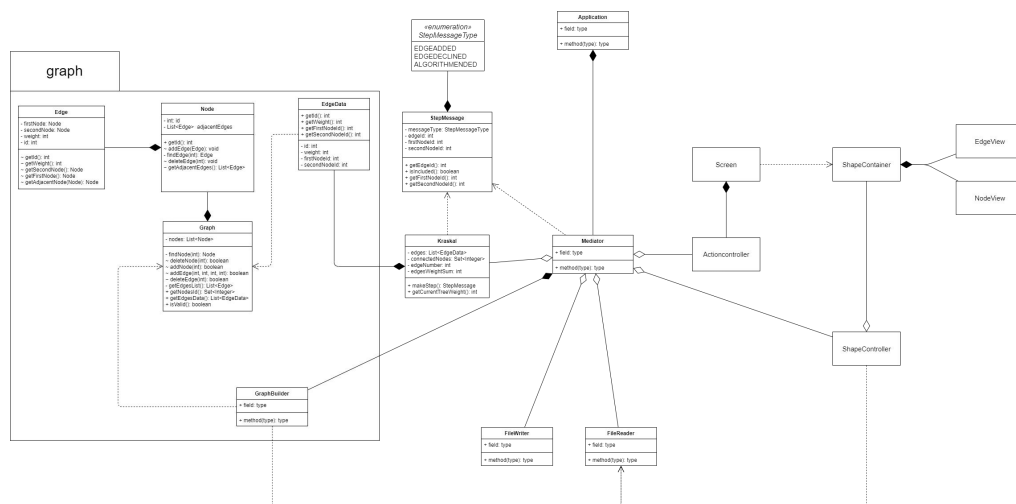 graph
Edge
- firstNode: Node
- secondNode: Node
- weight: int
- id: int
- getId(): int
~ getWeight(): int
~ getSecondNode(): Node
~ getFirstNode(): Node
~ getAdjacentNode(Node): Node
Node
- int: id
- List<Edge> adjacentEdges
+ getId(): int
~ addEdge(Edge): void
- findEdge(int): Edge
~ deleteEdge(int): void
~ getAdjacentEdges(): List<Edge>
EdgeData
+ getId(): int
+ getWeight(): int
+ getFirstNodeId(): int
+ getSecondNodeId(): int
- id: int
- weight: int
- firstNodeId: int
- secondNodeId: int
Graph
- nodes: List<Node>
- findNode(int): Node
~ deleteNode(int): boolean
~ addNode(int): boolean
~ addEdge(int, int, int, int): boolean
~ deleteEdge(int): boolean
- getEdgesList(): List<Edge>
+ getNodesId(): Set<Integer>
+ getEdgesData(): List<EdgeData>
+ isValid(): boolean
GraphBuilder
+ field: type
+ method(type): type
«enumeration»
StepMessageType
EDGEADDED
EDGEDECLINED
ALGORITHMENDED
StepMessage
- messageType: StepMessageType
- edgeId: int
- firstNodeId: int
- secondNodeId: int
+ getEdgeId(): int
+ isIncluded(): boolean
+ getFirstNodeId(): int
+ getSecondNodeId(): int
Kraskal
- edges: List<EdgeData>
- connectedNodes: Set<Integer>
- edgeNumber: int
- edgesWeightSum: int
+ makeStep(): StepMessage
+ getCurrentTreeWeight(): int
Application
+ field: type
+ method(type): type
Mediator
+ field: type
+ method(type): type
FileWriter
+ field: type
+ method(type): type
FileReader
+ field: type
+ method(type): type
Screen
Actioncontroller
ShapeContainer
ShapeController
EdgeView
NodeView